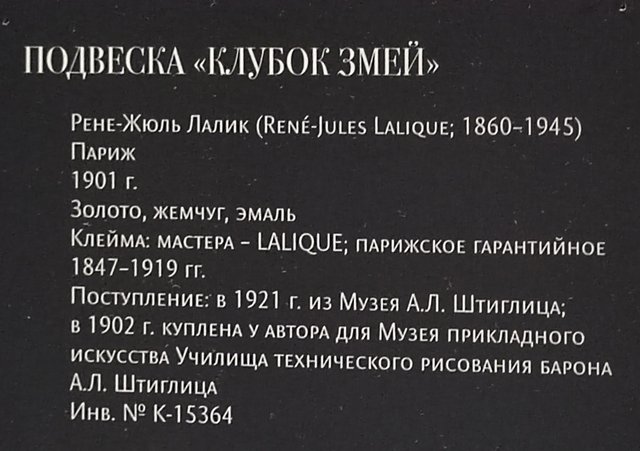 ПОДВЕСКА «КЛУБОК ЗМЕЙ»
Рене-Жюль Лалик (René-Jules Lalique; 1860–1945)
Париж
1901 г.
Золото, жемчуг, эмаль
Клейма: мастера – LALIQUE; парижское гарантийное
1847–1919 гг.
Поступление: в 1921 г. из Музея А.Л. Штиглица;
в 1902 г. куплена у автора для Музея прикладного
искусства Училища технического рисования барона
А.Л. Штиглица
Инв. № К-15364